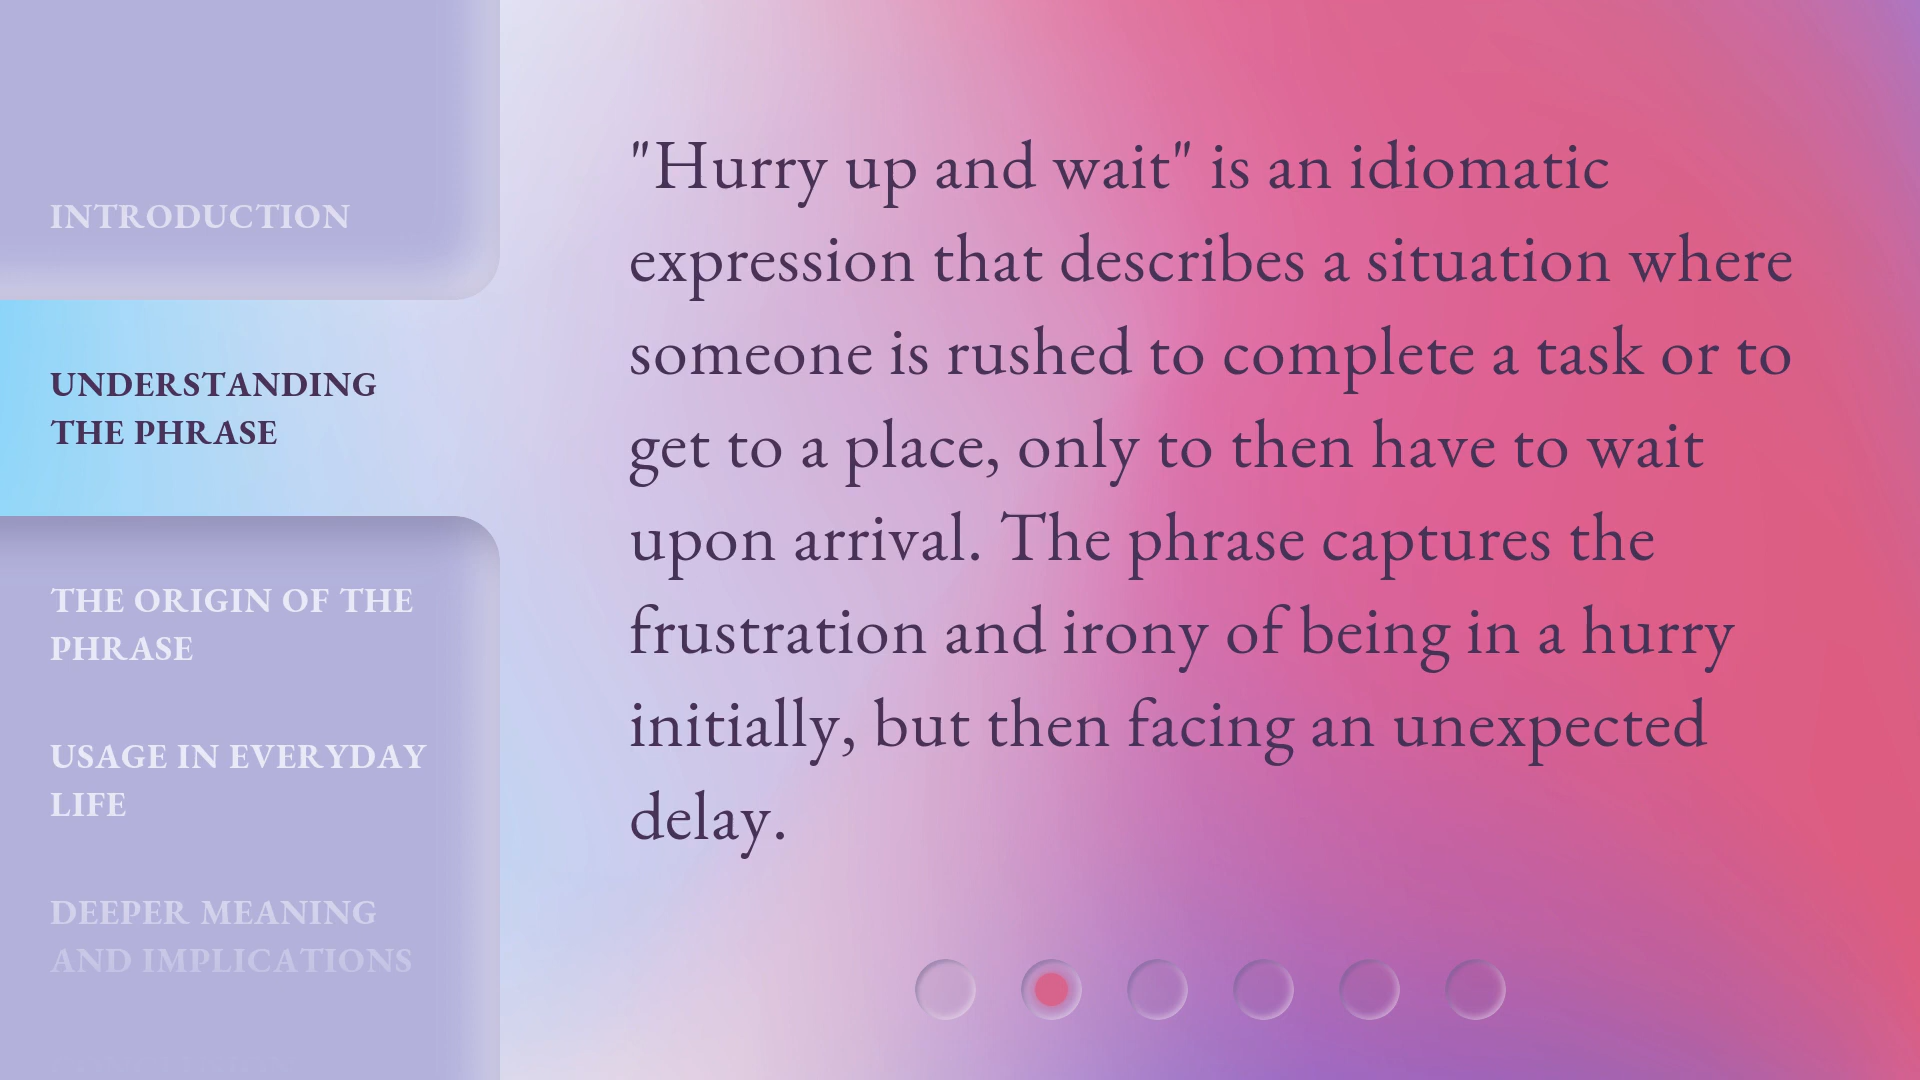 INTRODUCTION
UNDERSTANDING
THE PHRASE
THE ORIGIN OF THE
PHRASE
USAGE IN EVERYDAY
LIFE
DEEPER MEANING
AND IMPLICATIONS
"Hurry up and wait" is an idiomatic
expression that describes a situation where
someone is rushed to complete a task or to
get to a place, only to then have to wait
upon arrival. The phrase captures the
frustration and irony of being in a hurry
initially, but then facing an unexpected
delay.